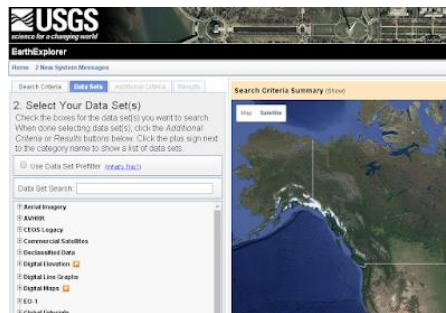 USGS
science for a changing world
EarthExplorer
Home 2 New System Messages
Search Criteria Data Sets Additional Criteria Results
2. Select Your Data Set(s)
Check the boxes for the data set(s) you want to search.
When done selecting data set(s), click the Additional
Criteria or Results buttons below. Click the plus sign next
to the category name to show a list of data sets.
Use Data Set Prefilter (What's This?)
Data Set Search:
Aerial Imagery
AVHRR
CEOS Legacy
Commercial Satellites
Declassified Data
Digital Elevation
Digital Line Graphs
Digital Maps
EO-1
Global Fiducials
Search Criteria Summary (Show)
Map Satellite